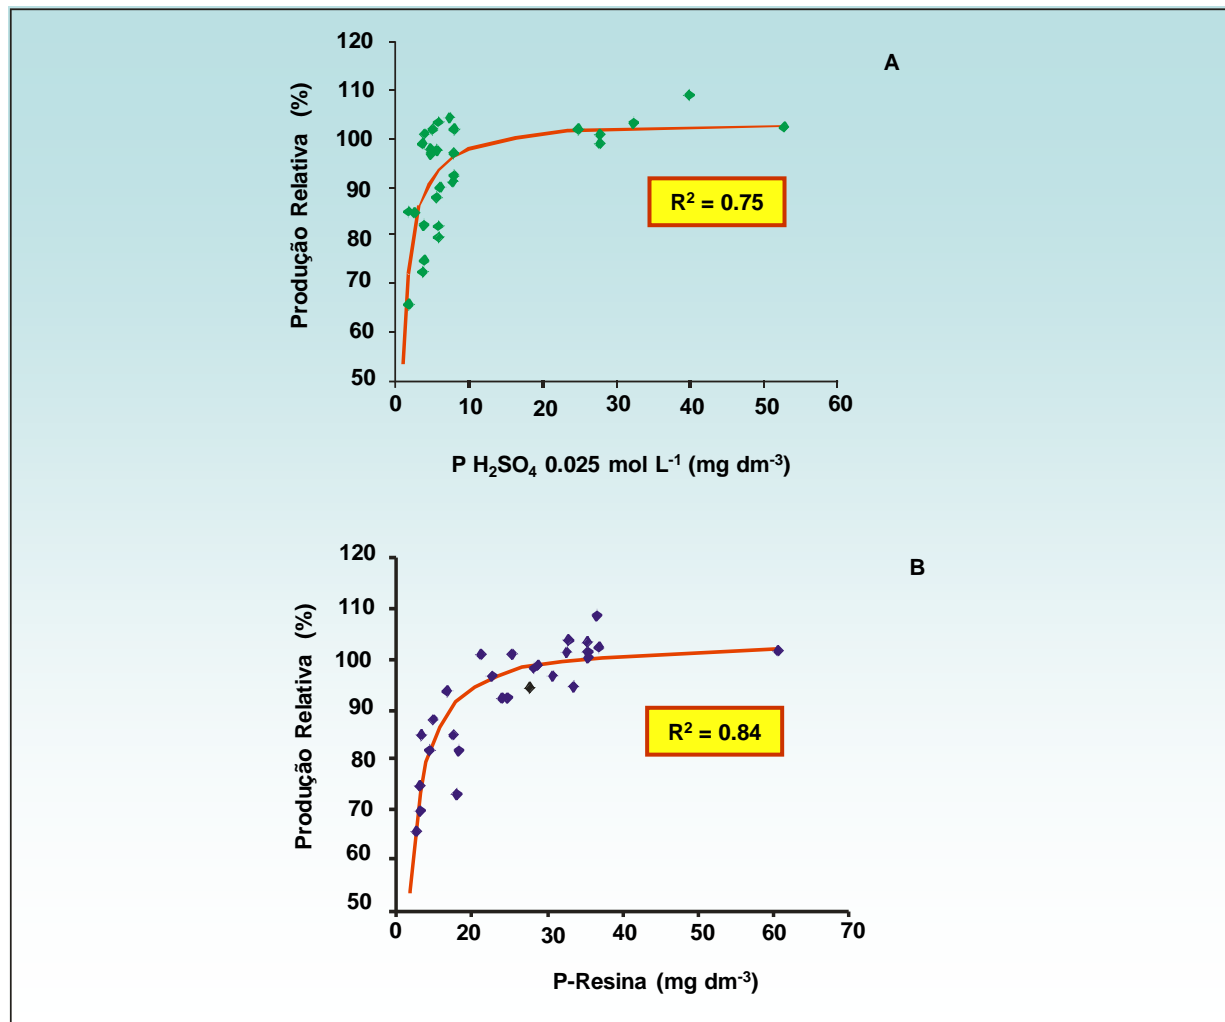 A
120
110
100
90
80
70
60
50
Produção Relativa (%)
R² = 0.75
0 10 20 30 40 50 60
P H₂SO₄ 0.025 mol L⁻¹ (mg dm⁻³)
B
120
110
100
90
80
70
60
50
Produção Relativa (%)
R² = 0.84
0 20 30 40 50 60 70
P-Resina (mg dm⁻³)